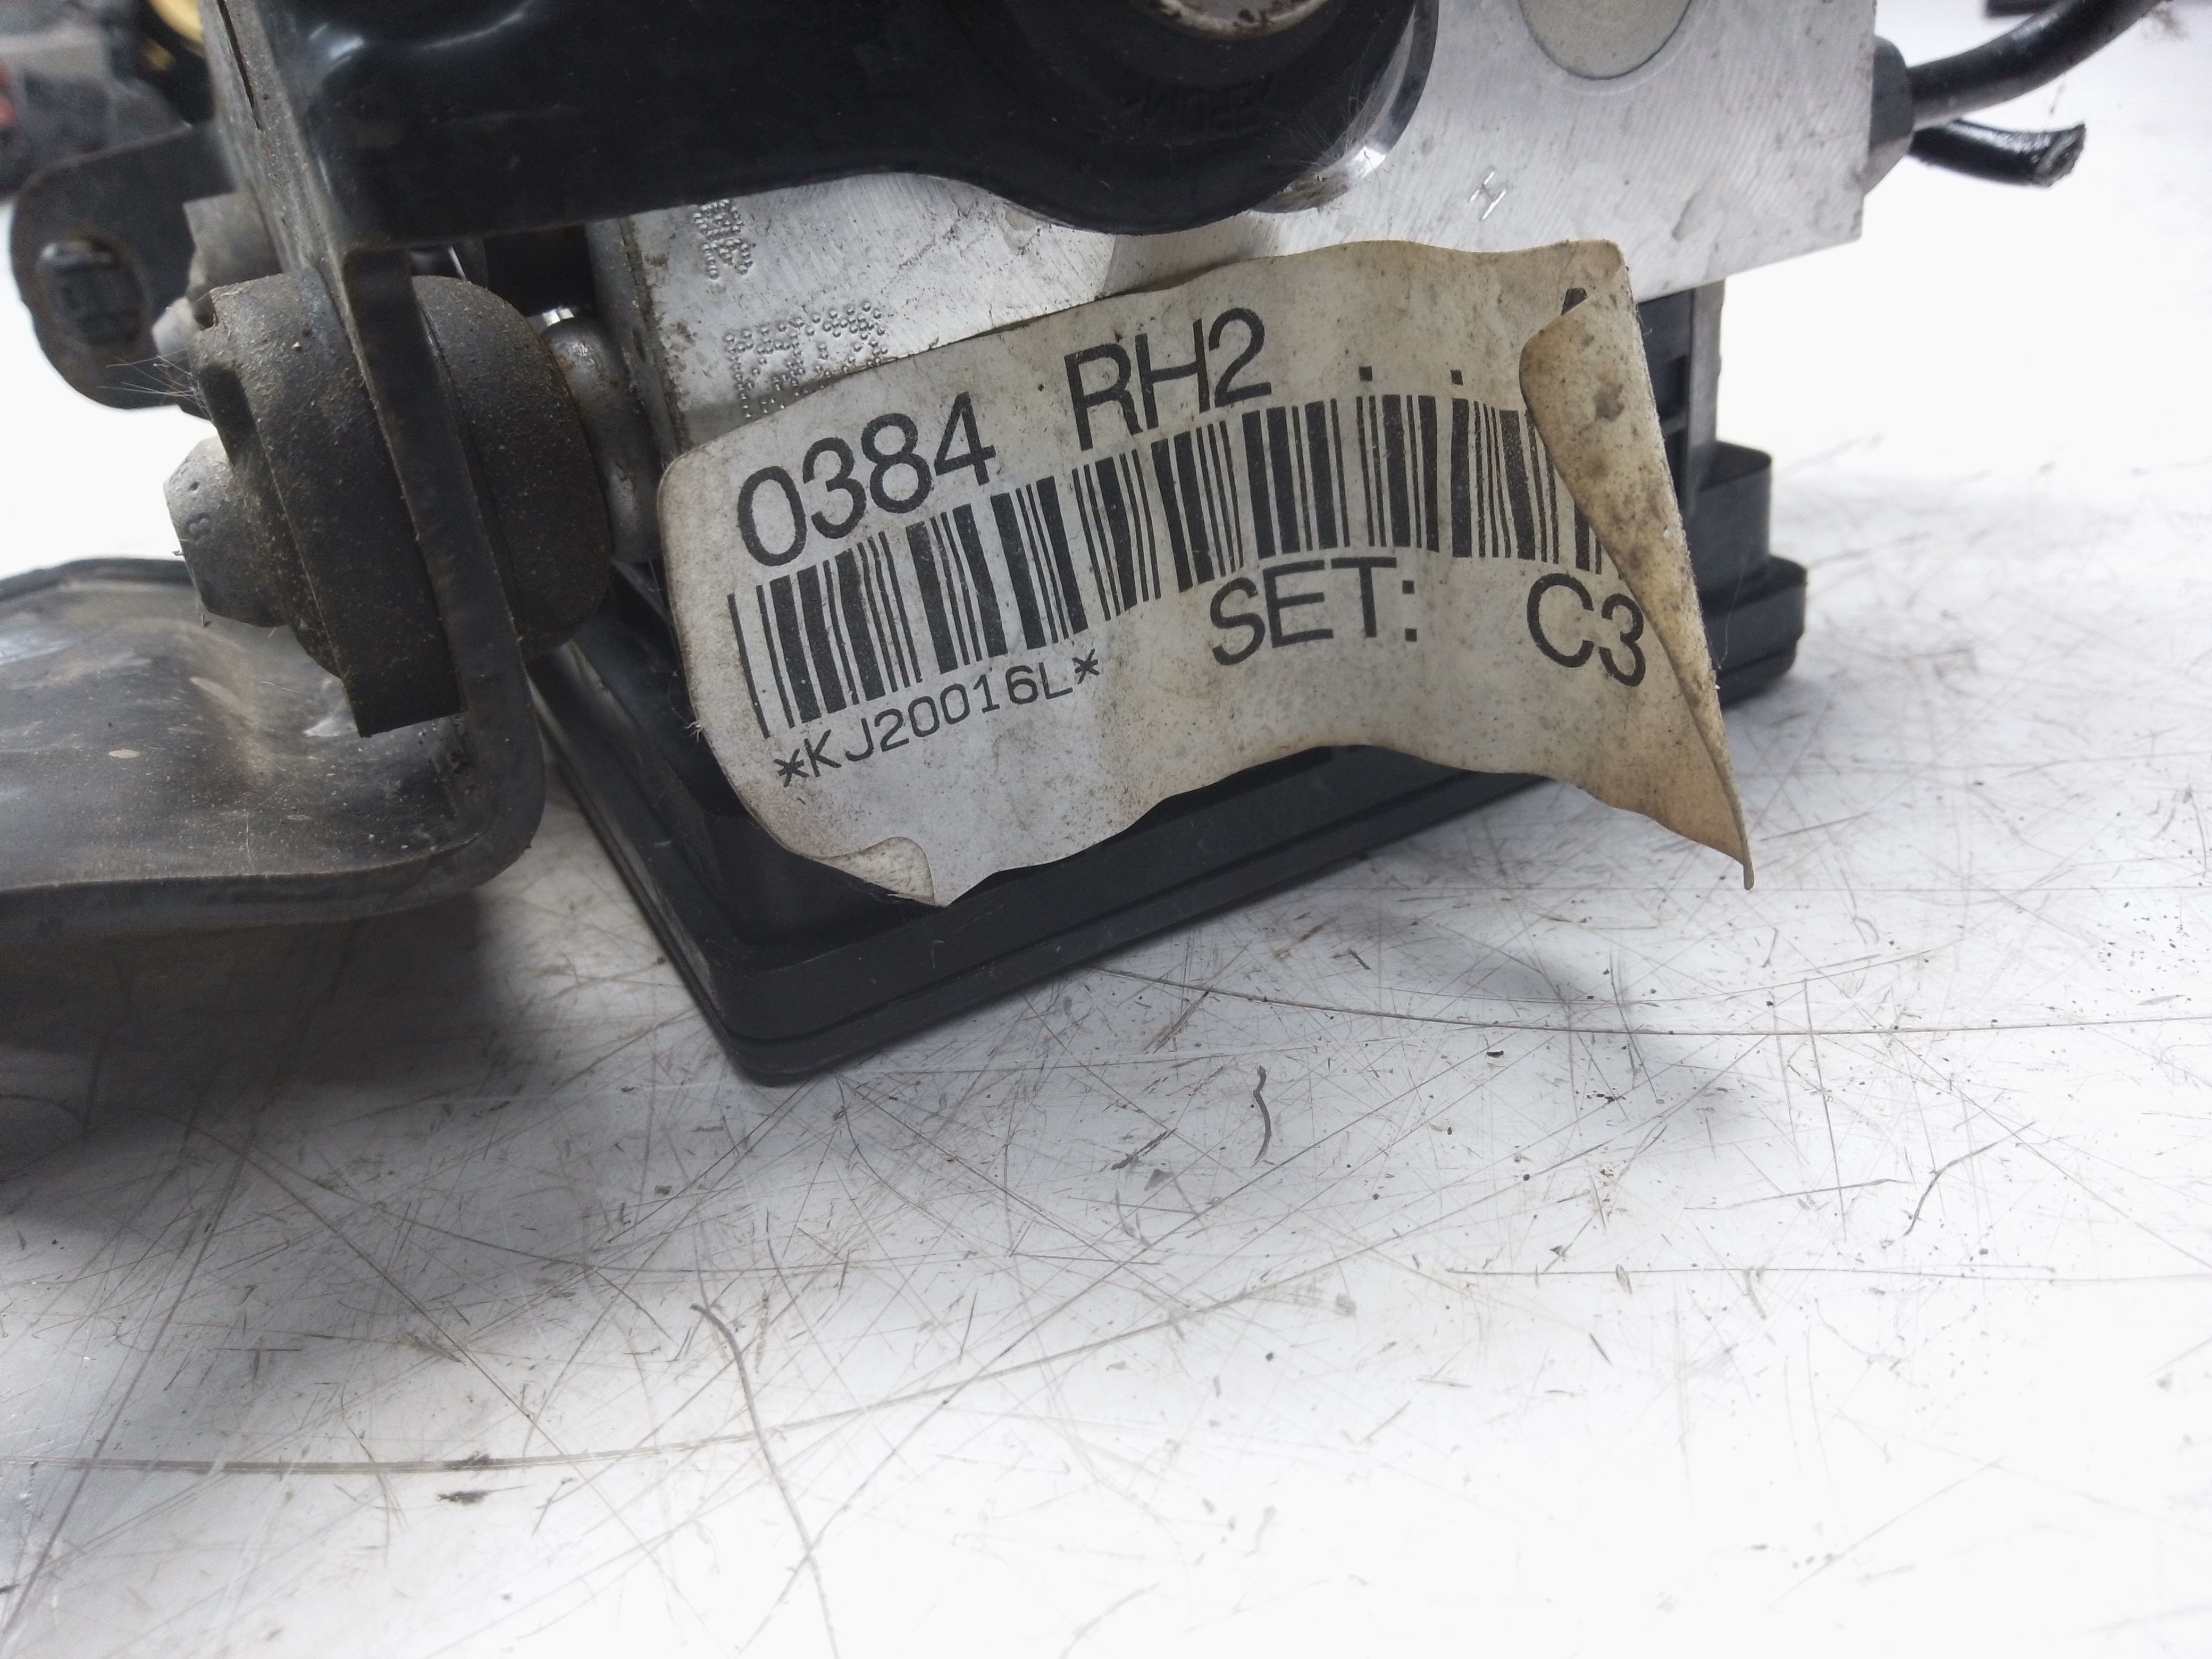 H
0384 RH2
SET: C3
*KJ20016L*